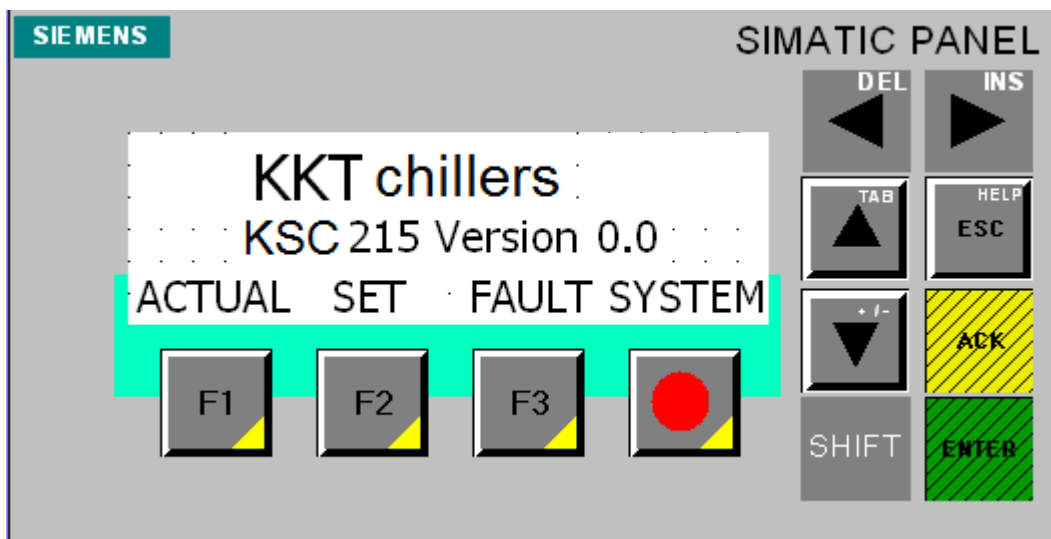 SIEMENS
SIMATIC PANEL
DEL
INS
KKT chillers
TAB
HELP
ESC
KSC 215 Version 0.0
ACTUAL SET FAULT SYSTEM
+ / -
ACK
F1 F2 F3
SHIFT
ENTER